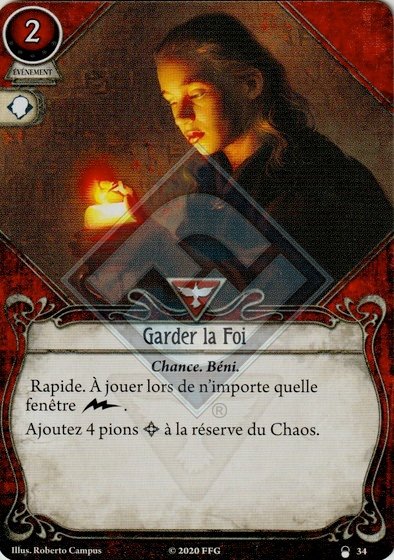 2
ÉVÉNEMENT
Garder la Foi
Chance. Béni.
Rapide. À jouer lors de n'importe quelle
fenêtre .
Ajoutez 4 pions à la réserve du Chaos.
®
Illus. Roberto Campus © 2020 FFG 34